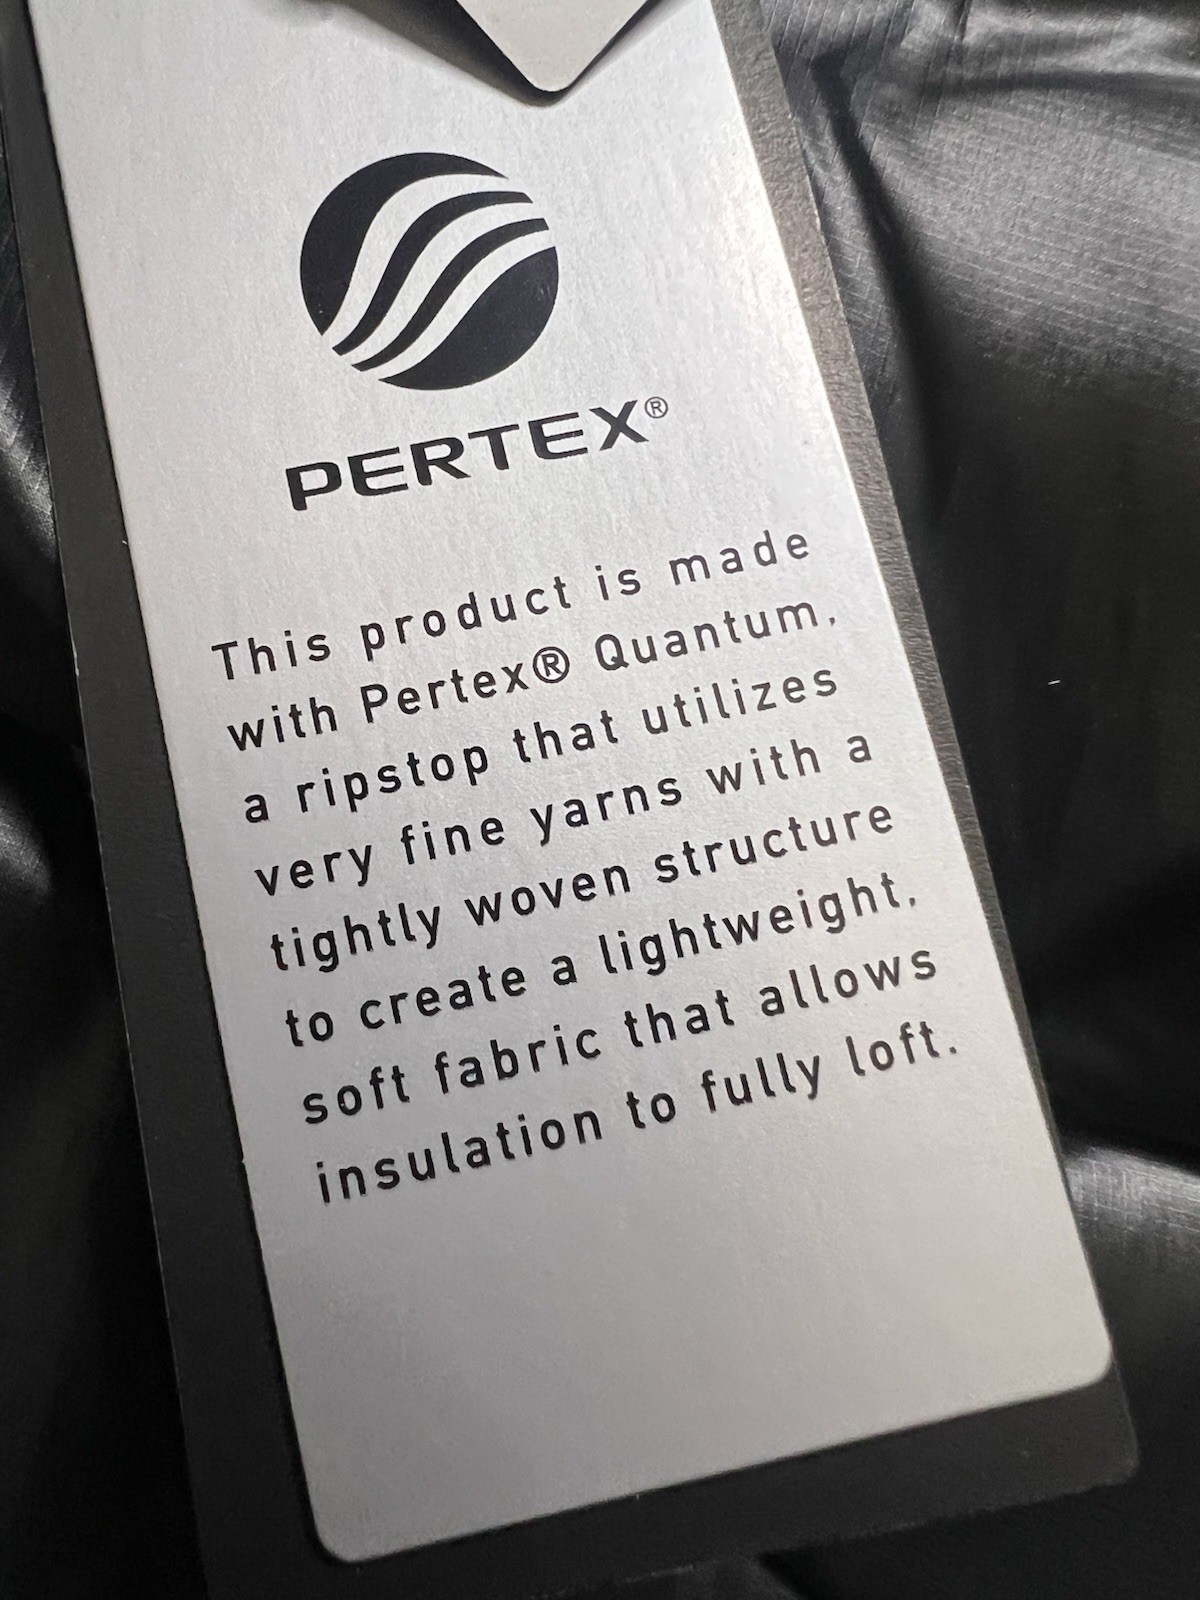 PERTEX®
This product is made
with Pertex® Quantum,
a ripstop that utilizes
very fine yarns with a
tightly woven structure
to create a lightweight,
soft fabric that allows
insulation to fully loft.